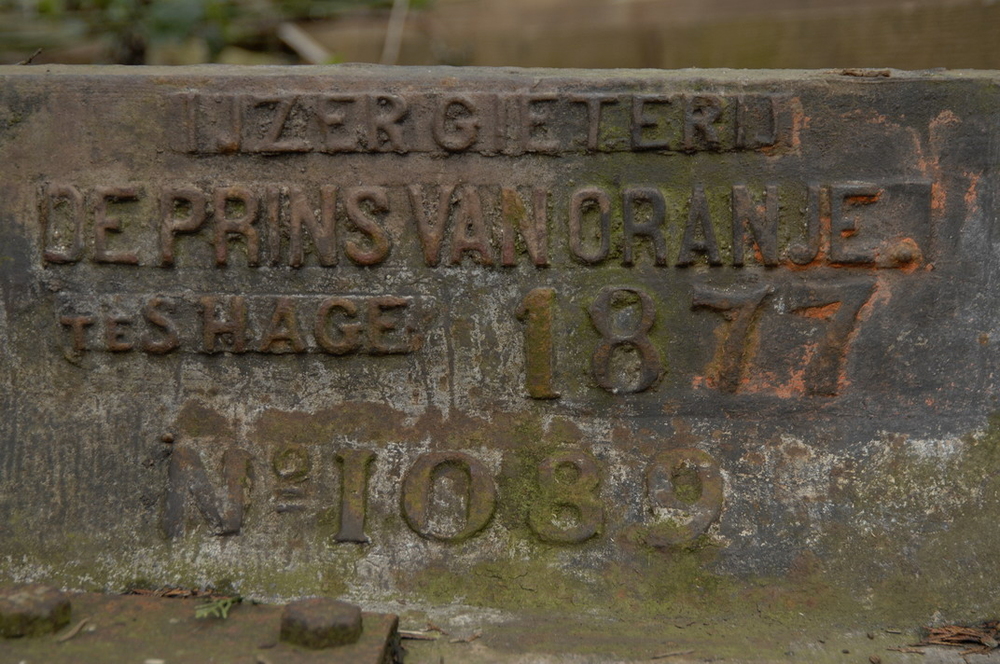 IJZERGIETERIJ
DE PRINS VAN ORANJE.
TE S HAGE. 1877
Nº 1089